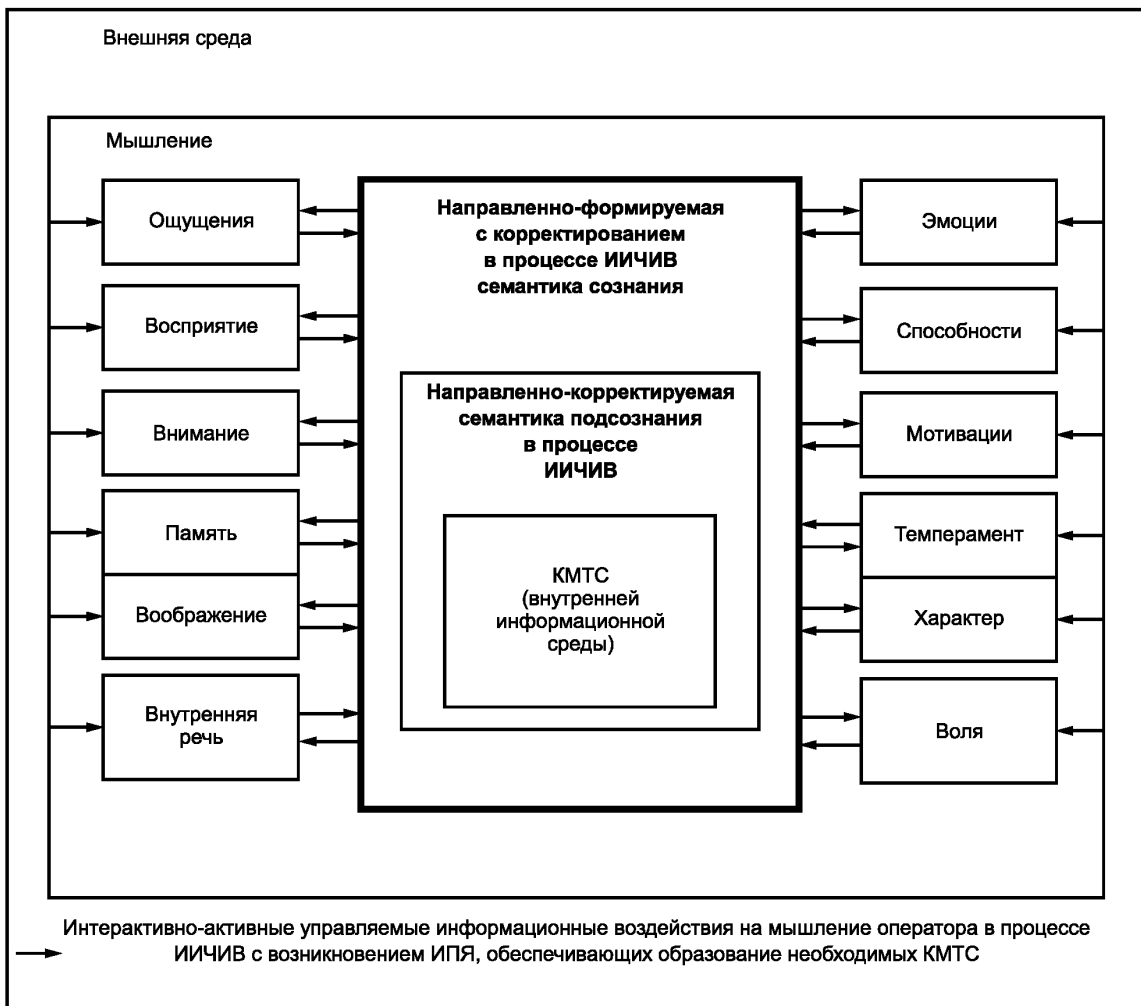 Внешняя среда
Мышление
Ощущения
Восприятие
Внимание
Память
Воображение
Внутренняя
речь
Направленно-формируемая
с корректированием
в процессе ИИЧИВ
семантика сознания
Направленно-корректируемая
семантика подсознания
в процессе
ИИЧИВ
КМТС
(внутренней
информационной
среды)
Эмоции
Способности
Мотивации
Темперамент
Характер
Воля
Интерактивно-активные управляемые информационные воздействия на мышление оператора в процессе
ИИЧИВ с возникновением ИПЯ, обеспечивающих образование необходимых КМТС